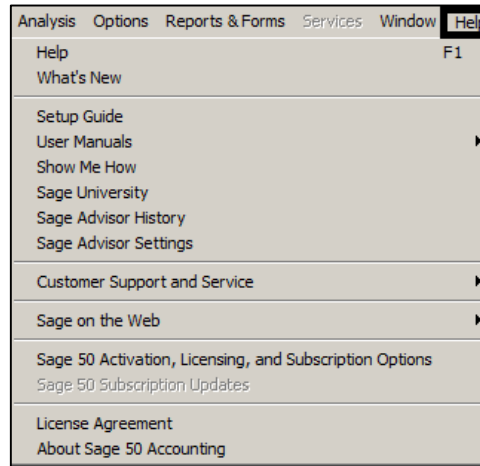 Analysis Options Reports & Forms Services Window Help
Help F1
What's New
Setup Guide
User Manuals
Show Me How
Sage University
Sage Advisor History
Sage Advisor Settings
Customer Support and Service
Sage on the Web
Sage 50 Activation, Licensing, and Subscription Options
Sage 50 Subscription Updates
License Agreement
About Sage 50 Accounting